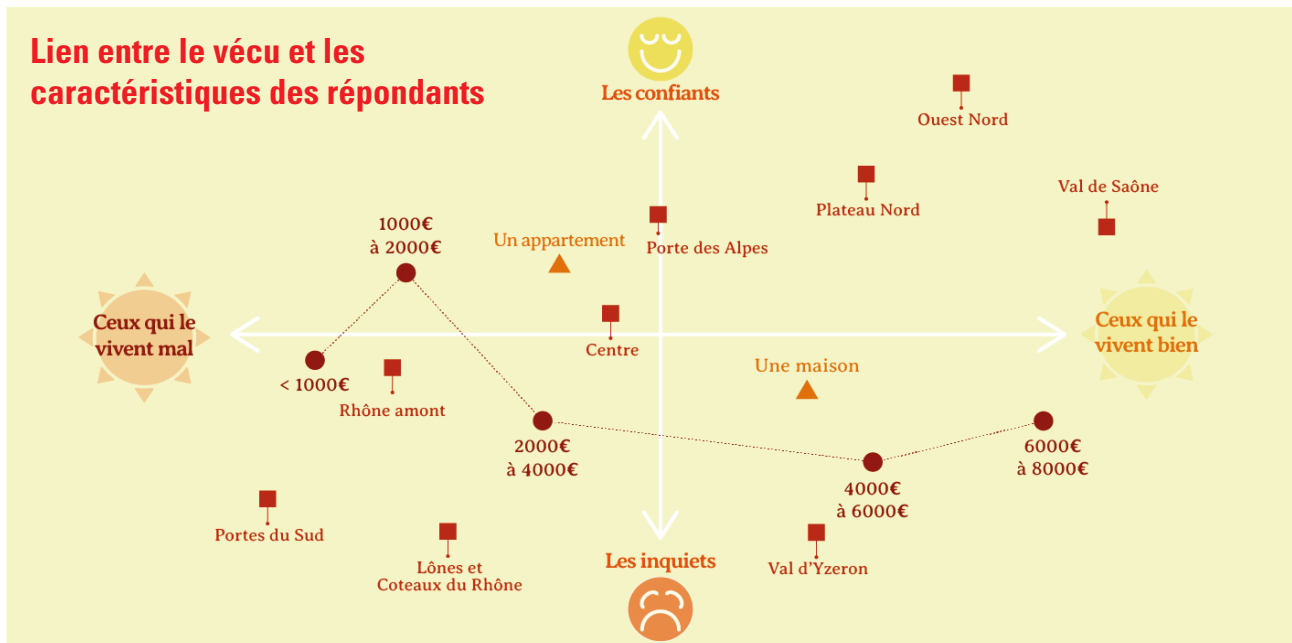 Lien entre le vécu et les
caractéristiques des répondants
Les confiants
Ouest Nord
Val de Saône
Plateau Nord
1000€
à 2000€
Un appartement
Porte des Alpes
Ceux qui le
vivent mal
Ceux qui le
vivent bien
Centre
Une maison
< 1000€
Rhône amont
2000€
à 4000€
6000€
à 8000€
4000€
à 6000€
Portes du Sud
Lônes et
Coteaux du Rhône
Les inquiets
Val d'Yzeron